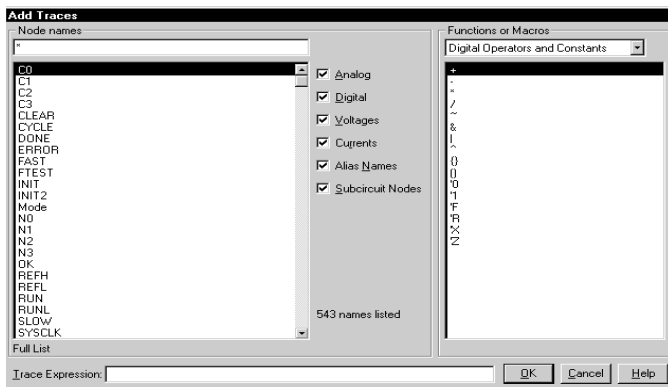 Add Traces
Node names
*
C0
C1
C2
C3
CLEAR
CYCLE
DONE
ERROR
FAST
FTEST
INIT
INIT2
Mode
N0
N1
N2
N3
OK
REFH
REFL
RUN
RUNL
SLOW
SYSCLK
Full List
Analog
Digital
Voltages
Currents
Alias Names
Subcircuit Nodes
543 names listed
Functions or Macros
Digital Operators and Constants
+
-
*
/
~
&
|
^
{}
()
'0
'1
'F
'R
'X
'Z
Trace Expression:
OK Cancel Help